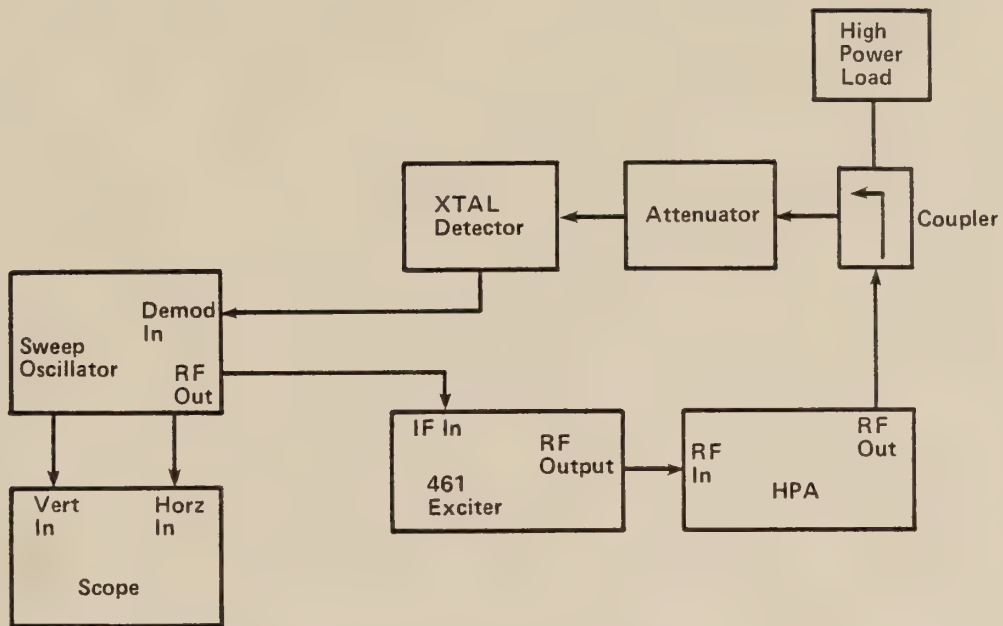 High
Power
Load
XTAL
Detector
Attenuator
Coupler
Demod
In
Sweep
Oscillator
RF
Out
IF In
RF
Output
461
Exciter
RF
In
RF
Out
HPA
Vert
In
Horz
In
Scope